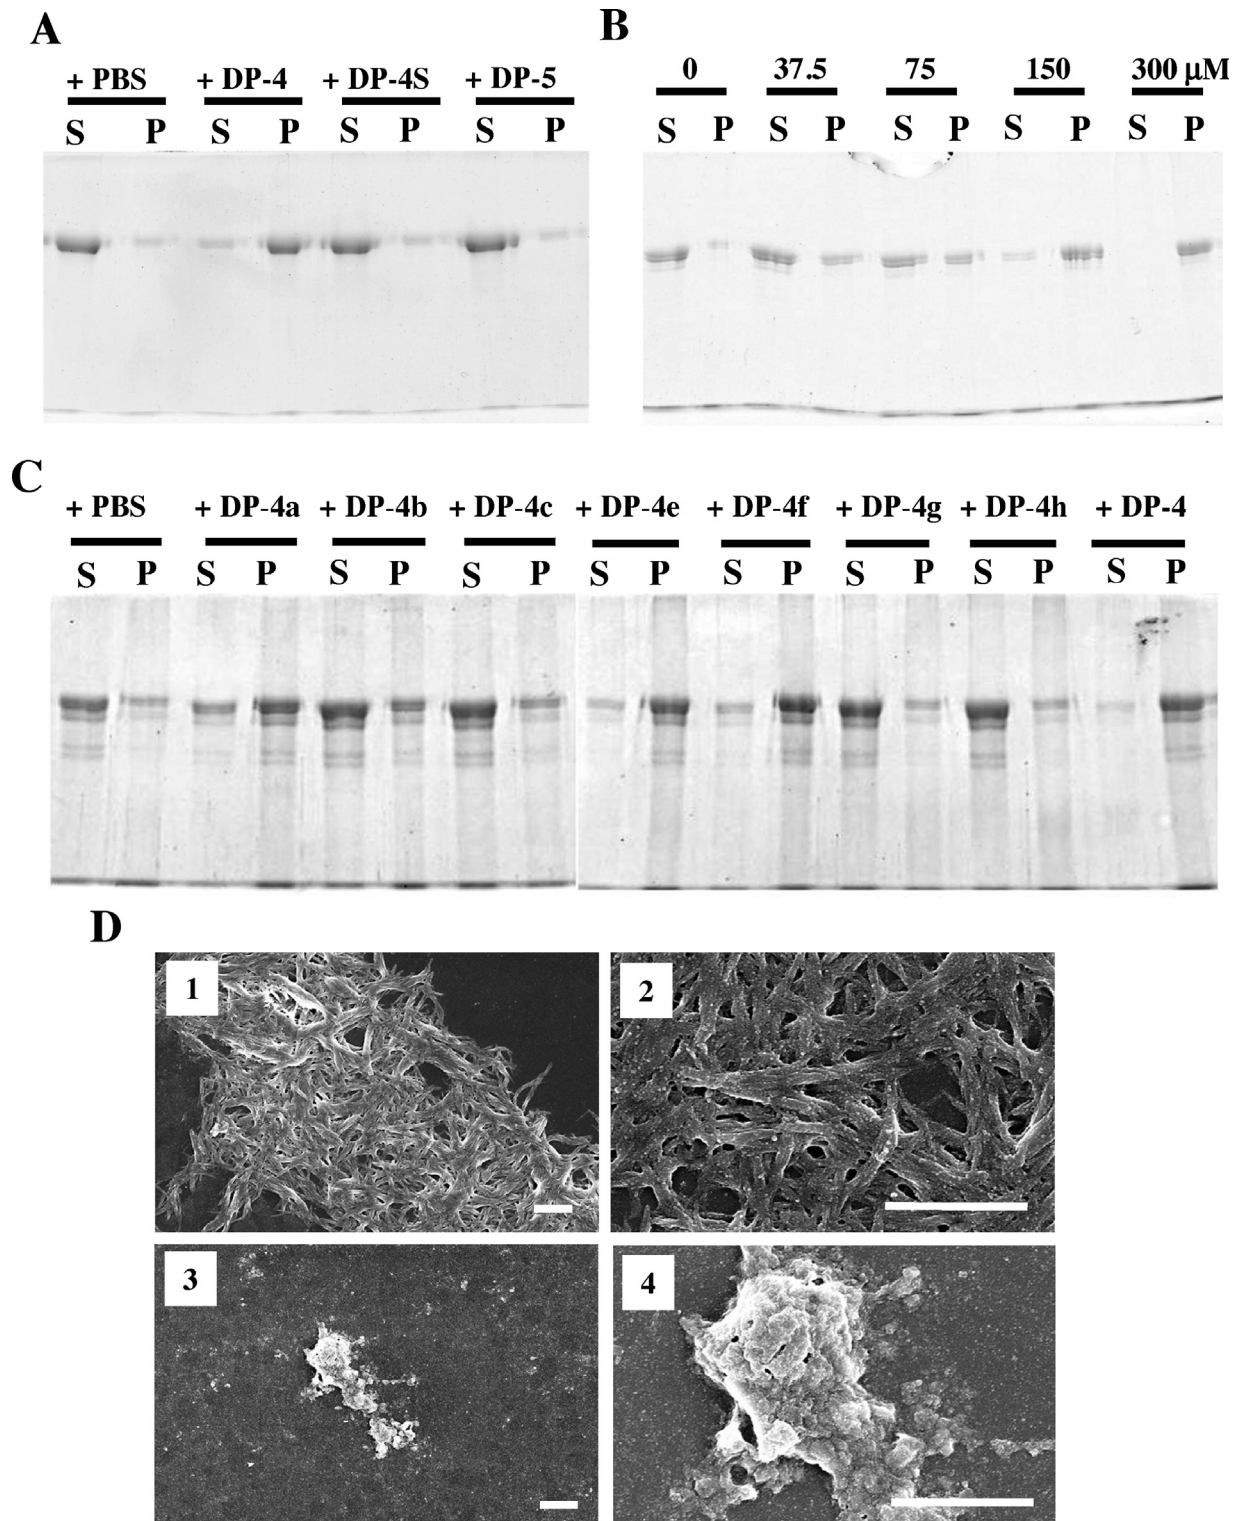 A
+ PBS + DP-4 + DP-4S + DP-5
S P S P S P S P
B
0 37.5 75 150 300 μM
S P S P S P S P S P
C
+ PBS + DP-4a + DP-4b + DP-4c + DP-4e + DP-4f + DP-4g + DP-4h + DP-4
S P S P S P S P S P S P S P S P S P
D
1 2
3 4